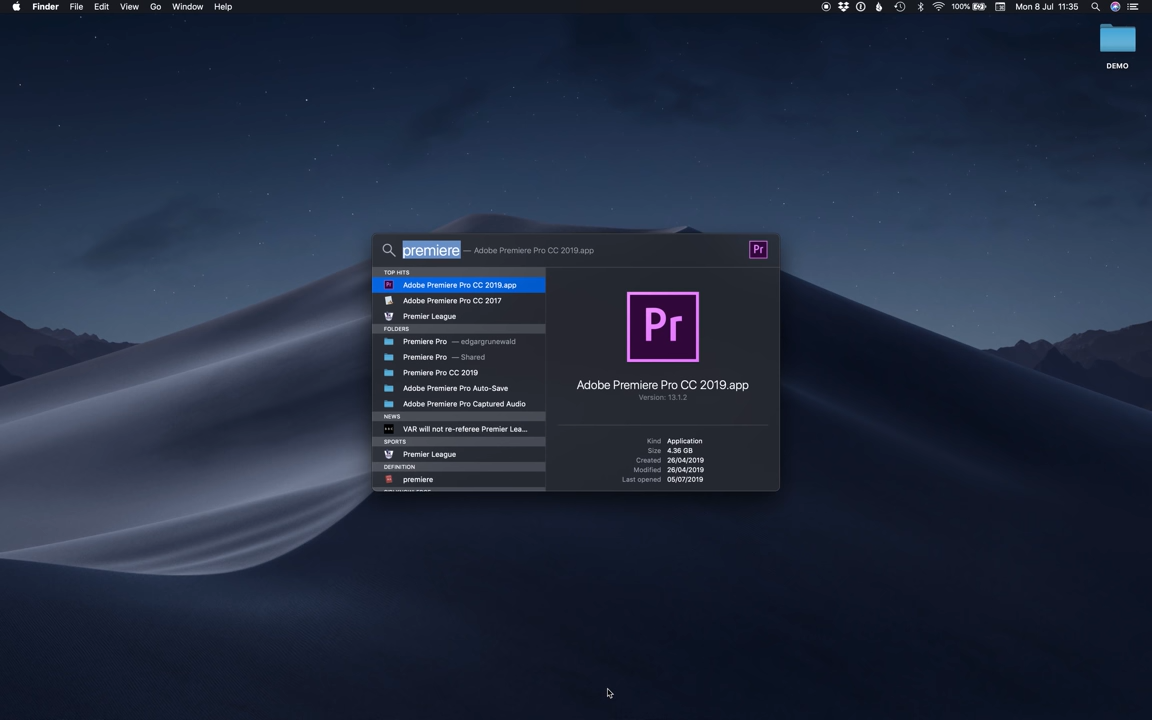 Finder File Edit View Go Window Help 100% Mon 8 Jul 11:35
DEMO
premiere — Adobe Premiere Pro CC 2019.app Pr
TOP HITS
Adobe Premiere Pro CC 2019.app
Adobe Premiere Pro CC 2017
Premier League
FOLDERS
Premiere Pro — edgargrunewald
Premiere Pro — Shared
Premiere Pro CC 2019
Adobe Premiere Pro Auto-Save
Adobe Premiere Pro Captured Audio
NEWS
VAR will not re-referee Premier Lea...
SPORTS
Premier League
DEFINITION
premiere
Pr
Adobe Premiere Pro CC 2019.app
Version: 13.1.2
Kind Application
Size 4.36 GB
Created 26/04/2019
Modified 26/04/2019
Last opened 05/07/2019